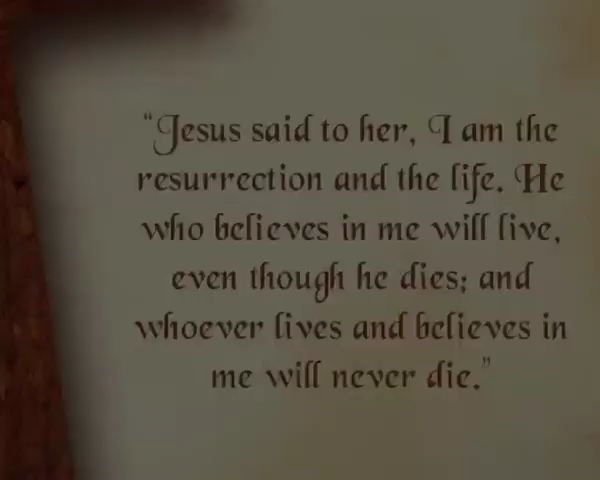 "Jesus said to her, I am the
resurrection and the life. He
who believes in me will live,
even though he dies; and
whoever lives and believes in
me will never die."